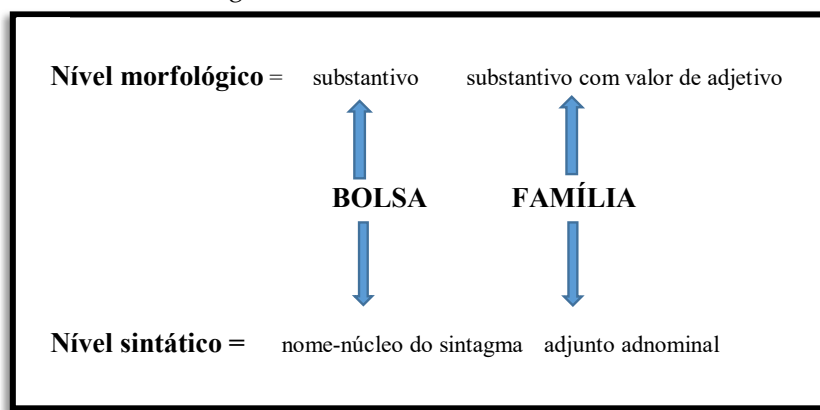 Nível morfológico = substantivo substantivo com valor de adjetivo
BOLSA FAMÍLIA
Nível sintático = nome-núcleo do sintagma adjunto adnominal